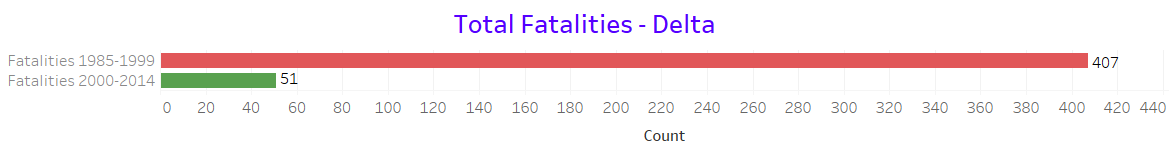 Total Fatalities - Delta
Fatalities 1985-1999 407
Fatalities 2000-2014 51
0 20 40 60 80 100 120 140 160 180 200 220 240 260 280 300 320 340 360 380 400 420 440
Count